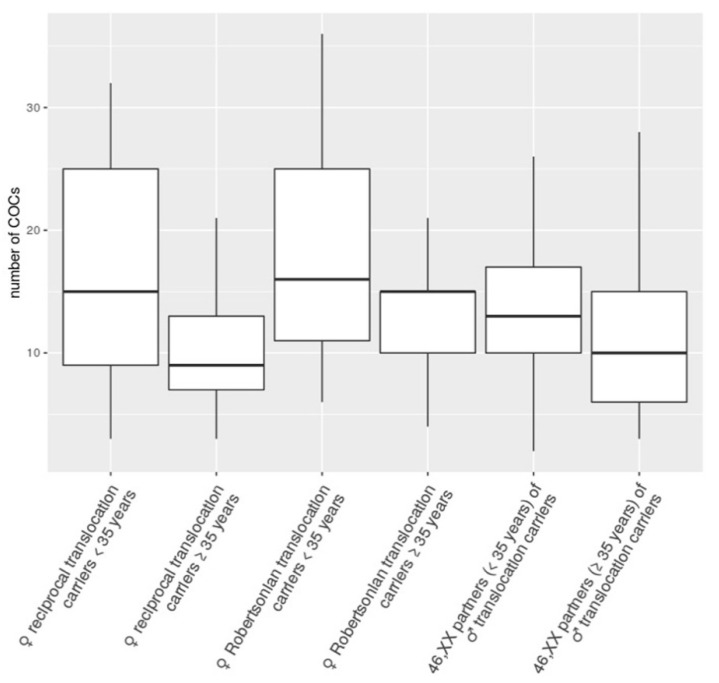 number of COCs
30
20
10
♀ reciprocal translocation
carriers < 35 years
♀ reciprocal translocation
carriers ≥ 35 years
♀ Robertsonian translocation
carriers < 35 years
♀ Robertsonian translocation
carriers ≥ 35 years
46,XX partners (< 35 years) of
♂ translocation carriers
46,XX partners (≥ 35 years) of
♂ translocation carriers